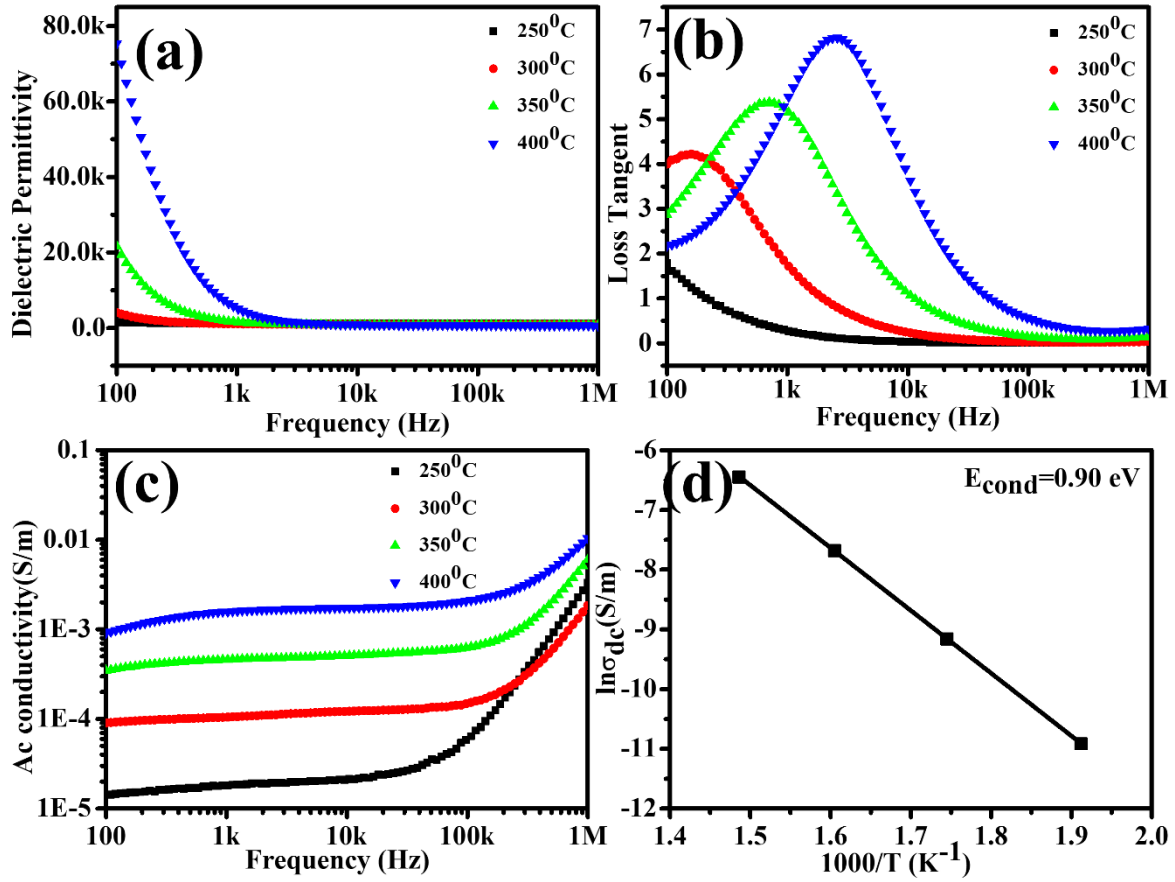 (a)
80.0k
60.0k
40.0k
20.0k
0.0
Dielectric Permittivity
250⁰C
300⁰C
350⁰C
400⁰C
100 1k 10k 100k 1M
Frequency (Hz)
(b)
7
6
5
4
3
2
1
0
Loss Tangent
250⁰C
300⁰C
350⁰C
400⁰C
100 1k 10k 100k 1M
Frequency (Hz)
(c)
0.1
0.01
1E-3
1E-4
1E-5
Ac conductivity(S/m)
250⁰C
300⁰C
350⁰C
400⁰C
100 1k 10k 100k 1M
Frequency (Hz)
(d)
E_cond=0.90 eV
-6
-7
-8
-9
-10
-11
-12
lnσ_dc(S/m)
1.4 1.5 1.6 1.7 1.8 1.9 2.0
1000/T (K⁻¹)